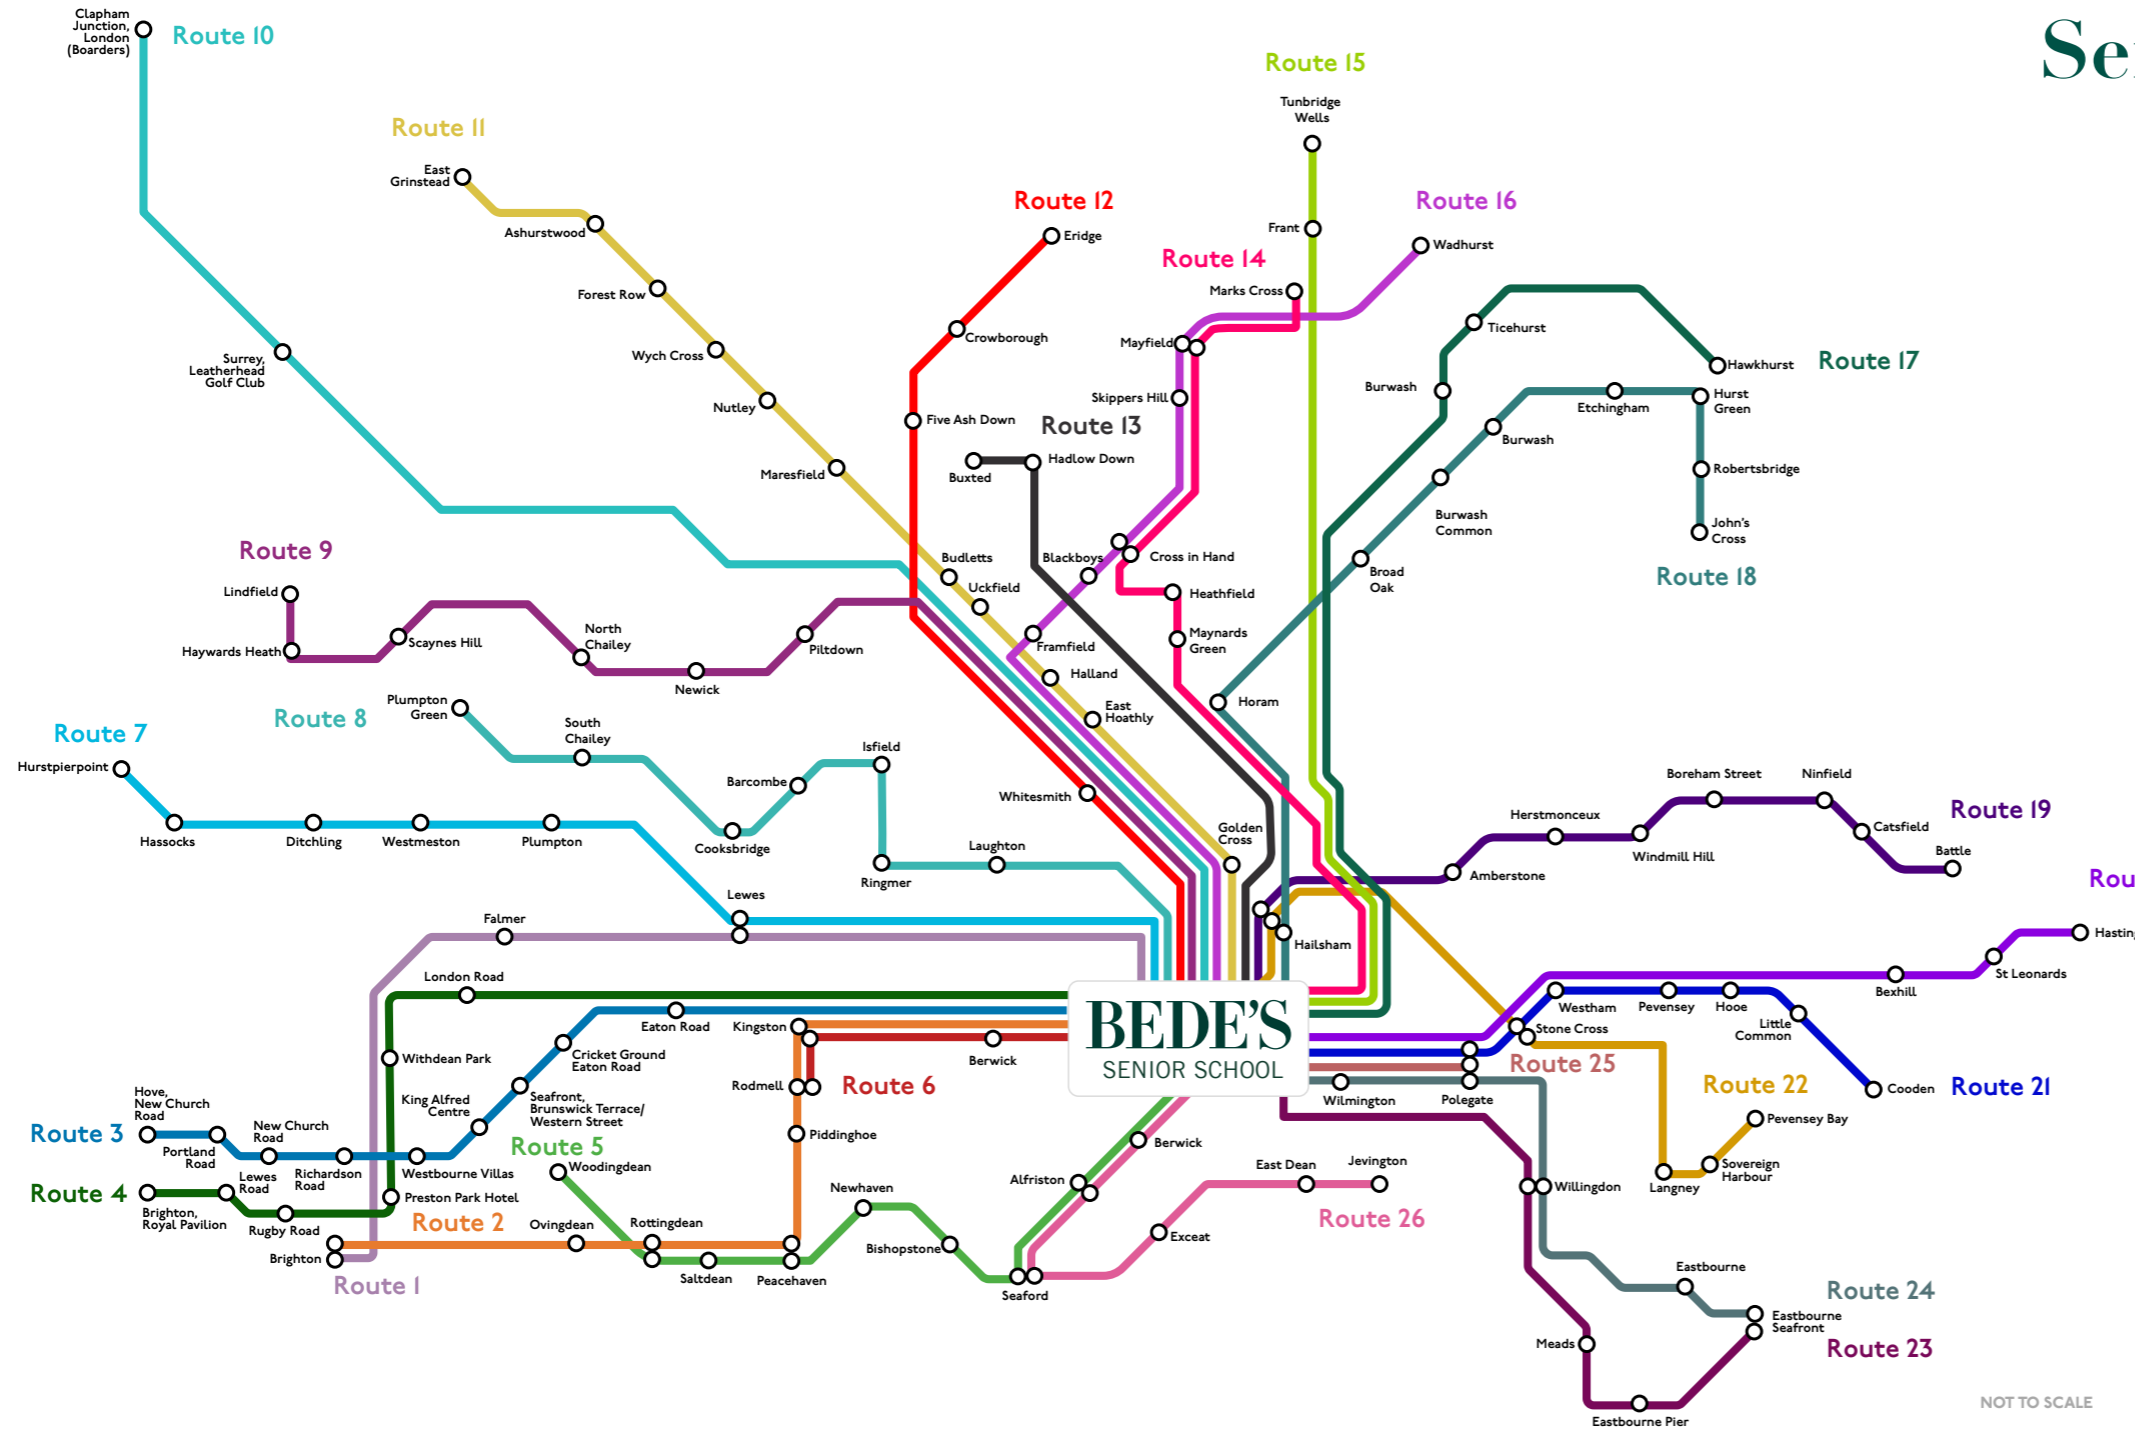 Clapham
Junction,
London
(Boarders)
Route 10
Route 15
Tunbridge
Wells
Route 11
East
Grinstead
Ashurstwood
Forest Row
Wych Cross
Nutley
Maresfield
Surrey,
Leatherhead
Golf Club
Route 12
Eridge
Crowborough
Five Ash Down
Frant
Route 14
Marks Cross
Route 16
Wadhurst
Mayfield
Skippers Hill
Route 13
Hadlow Down
Buxted
Ticehurst
Hawkhurst
Route 17
Burwash
Etchingham
Hurst
Green
Burwash
Robertsbridge
Burwash
Common
John's
Cross
Broad
Oak
Route 18
Budletts
Uckfield
Blackboys
Cross in Hand
Heathfield
Framfield
Maynards
Green
Halland
East
Hoathly
Horam
Route 9
Lindfield
Haywards Heath
Scaynes Hill
North
Chailey
Newick
Piltdown
Route 8
Plumpton
Green
South
Chailey
Isfield
Barcombe
Cooksbridge
Ringmer
Laughton
Whitesmith
Golden
Cross
Route 7
Hurstpierpoint
Hassocks
Ditchling
Westmeston
Plumpton
Lewes
Falmer
Boreham Street
Ninfield
Herstmonceux
Route 19
Catsfield
Windmill Hill
Battle
Amberstone
Rou
Hailsham
Hasting
St Leonards
Bexhill
London Road
Eaton Road
Kingston
Berwick
BEDE'S
SENIOR SCHOOL
Westham
Pevensey
Hooe
Little
Common
Stone Cross
Route 25
Withdean Park
Cricket Ground
Eaton Road
Rodmell
Route 6
Wilmington
Polegate
Route 22
Route 21
Cooden
Pevensey Bay
Hove,
New Church
Road
Route 3
Portland
Road
New Church
Road
King Alfred
Centre
Seafront,
Brunswick Terrace/
Western Street
Lewes
Road
Richardson
Road
Westbourne Villas
Route 5
Woodingdean
Piddinghoe
Berwick
Route 4
Brighton,
Royal Pavilion
Rugby Road
Preston Park Hotel
Route 2
Ovingdean
Rottingdean
Newhaven
Alfriston
East Dean
Jevington
Willingdon
Langney
Sovereign
Harbour
Brighton
Route 1
Saltdean
Peacehaven
Bishopstone
Seaford
Exceat
Route 26
Eastbourne
Route 24
Eastbourne
Seafront
Meads
Route 23
Eastbourne Pier
NOT TO SCALE